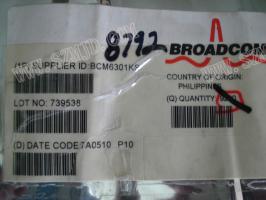 8792
BROADCOM
(1P) SUPPLIER ID:BCM6301KS
COUNTRY OF ORIGIN:
PHILIPPINES
LOT NO: 739538
(Q) QUANTITY
(D) DATE CODE:7A0510 P10